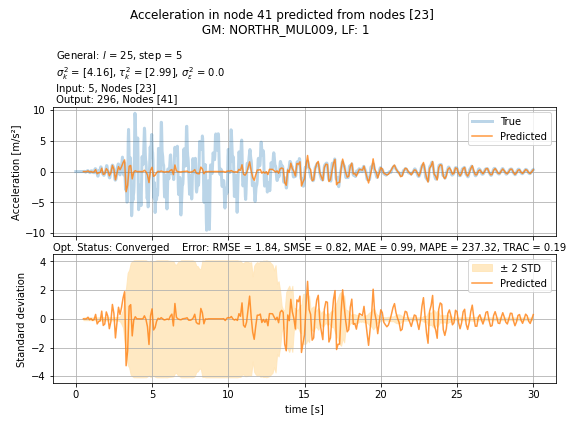 Acceleration in node 41 predicted from nodes [23]
GM: NORTHR_MUL009, LF: 1
General: l = 25, step = 5
σ²ₖ = [4.16], τ²ₖ = [2.99], σ²ε = 0.0
Input: 5, Nodes [23]
Output: 296, Nodes [41]
10
5
0
−5
−10
Acceleration [m/s²]
True
Predicted
Opt. Status: Converged Error: RMSE = 1.84, SMSE = 0.82, MAE = 0.99, MAPE = 237.32, TRAC = 0.19
4
2
0
−2
−4
Standard deviation
± 2 STD
Predicted
0 5 10 15 20 25 30
time [s]